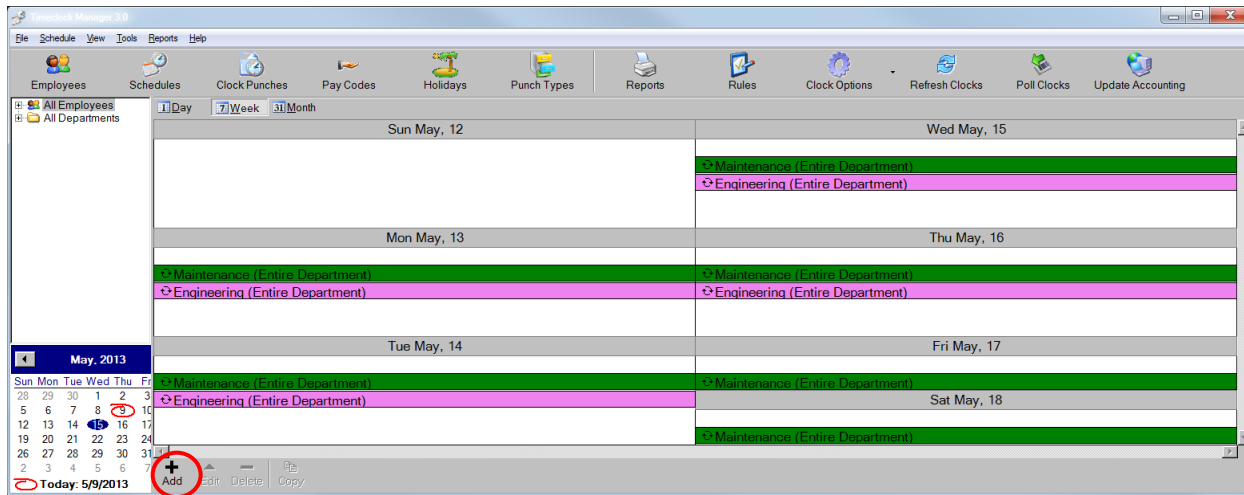 Timeclock Manager 3.0
File Schedule View Tools Reports Help
Employees Schedules Clock Punches Pay Codes Holidays Punch Types Reports Rules Clock Options Refresh Clocks Poll Clocks Update Accounting
All Employees
All Departments
1 Day 7 Week 31 Month
Sun May, 12
Mon May, 13
Maintenance (Entire Department)
Engineering (Entire Department)
Tue May, 14
Maintenance (Entire Department)
Engineering (Entire Department)
Wed May, 15
Maintenance (Entire Department)
Engineering (Entire Department)
Thu May, 16
Maintenance (Entire Department)
Engineering (Entire Department)
Fri May, 17
Maintenance (Entire Department)
Sat May, 18
Maintenance (Entire Department)
May, 2013
Sun Mon Tue Wed Thu Fr
28 29 30 1 2 3
5 6 7 8 9 10
12 13 14 15 16 17
19 20 21 22 23 24
26 27 28 29 30 31
2 3 4 5 6 7
Today: 5/9/2013
Add Edit Delete Copy